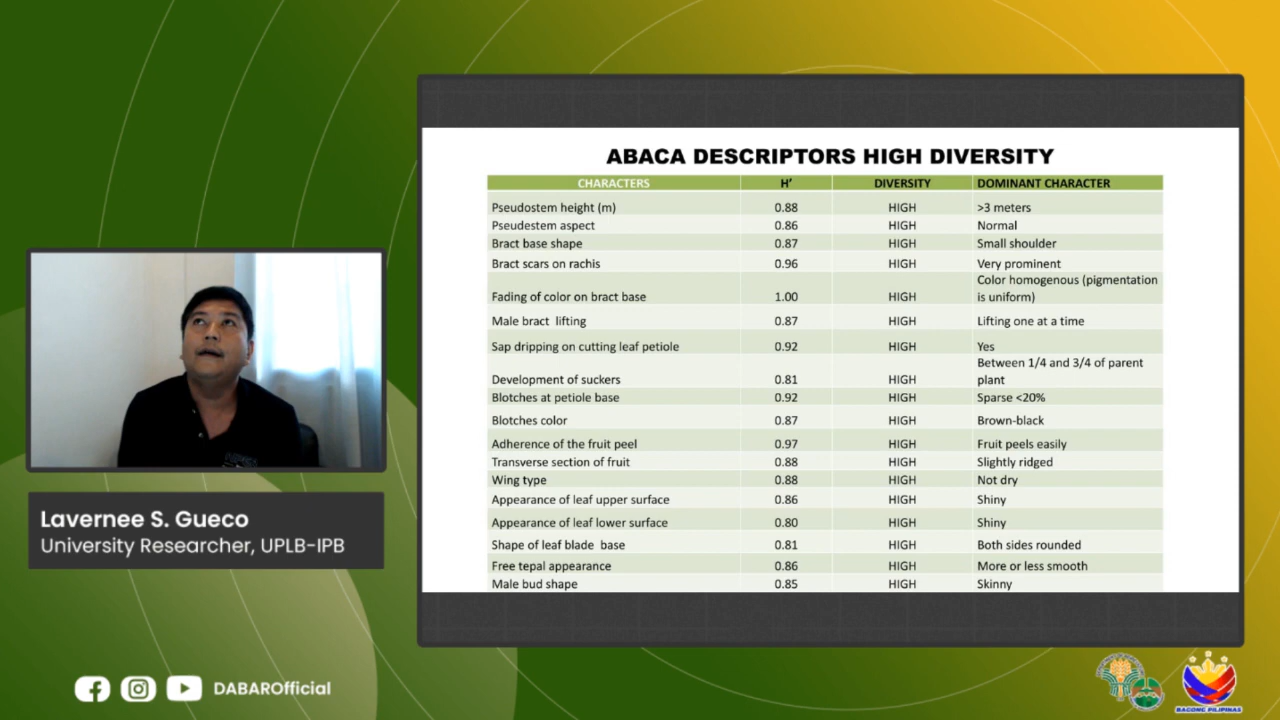 ABACA DESCRIPTORS HIGH DIVERSITY
CHARACTERS H’ DIVERSITY DOMINANT CHARACTER
Pseudostem height (m) 0.88 HIGH >3 meters
Pseudestem aspect 0.86 HIGH Normal
Bract base shape 0.87 HIGH Small shoulder
Bract scars on rachis 0.96 HIGH Very prominent
Fading of color on bract base 1.00 HIGH Color homogenous (pigmentation
is uniform)
Male bract lifting 0.87 HIGH Lifting one at a time
Sap dripping on cutting leaf petiole 0.92 HIGH Yes
Development of suckers 0.81 HIGH Between 1/4 and 3/4 of parent
plant
Blotches at petiole base 0.92 HIGH Sparse <20%
Blotches color 0.87 HIGH Brown-black
Adherence of the fruit peel 0.97 HIGH Fruit peels easily
Transverse section of fruit 0.88 HIGH Slightly ridged
Wing type 0.88 HIGH Not dry
Appearance of leaf upper surface 0.86 HIGH Shiny
Appearance of leaf lower surface 0.80 HIGH Shiny
Shape of leaf blade base 0.81 HIGH Both sides rounded
Free tepal appearance 0.86 HIGH More or less smooth
Male bud shape 0.85 HIGH Skinny
Lavernee S. Gueco
University Researcher, UPLB-IPB
DABAROfficial
BAGONG PILIPINAS